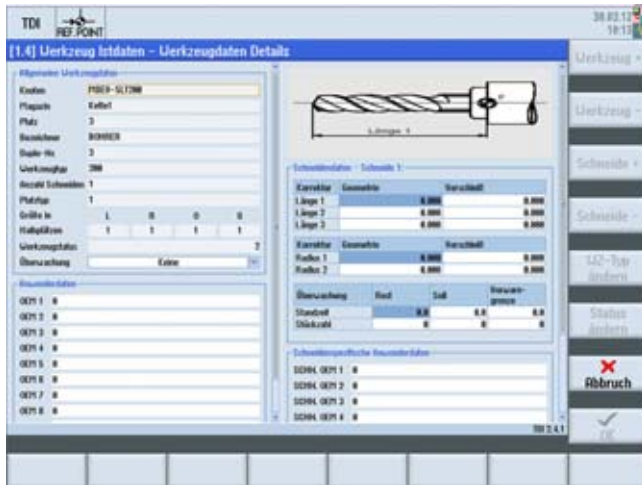 TDI REF.POINT
[1.4] Werkzeug Istdaten - Werkzeugdaten Details
Allgemeine Werkzeugdaten
Knoten
Magazin Kette1
Platz 3
Bezeichner BOHRER
Duplo-Nr. 3
Werkzeugtyp 200
Anzahl Schneiden 1
Platztyp 1
Größe in L R O U
Halbplätzen 1 1 1 1
Werkzeugstatus 2
Überwachung Keine
Anwenderdaten
OEM 1 0
OEM 2 0
OEM 3 0
OEM 4 0
OEM 5 0
OEM 6 0
OEM 7 0
OEM 8 0
Länge 1
Schneidendaten - Schneide 1
Korrektur Geometrie Verschleiß
Länge 1 0.000 0.000
Länge 2 0.000 0.000
Länge 3 0.000 0.000
Korrektur Geometrie Verschleiß
Radius 1 0.000 0.000
Radius 2 0.000 0.000
Überwachung Rest Soll Vorwarngrenze
Standzeit 0.0 0.0 0.0
Stückzahl 0 0 0
Schneidenspezifische Anwenderdaten
SCHN. OEM 1 0
SCHN. OEM 2 0
SCHN. OEM 3 0
SCHN. OEM 4 0
Werkzeug +
Werkzeug -
Schneide +
Schneide -
WZ-Typ ändern
Status ändern
Abbruch
OK